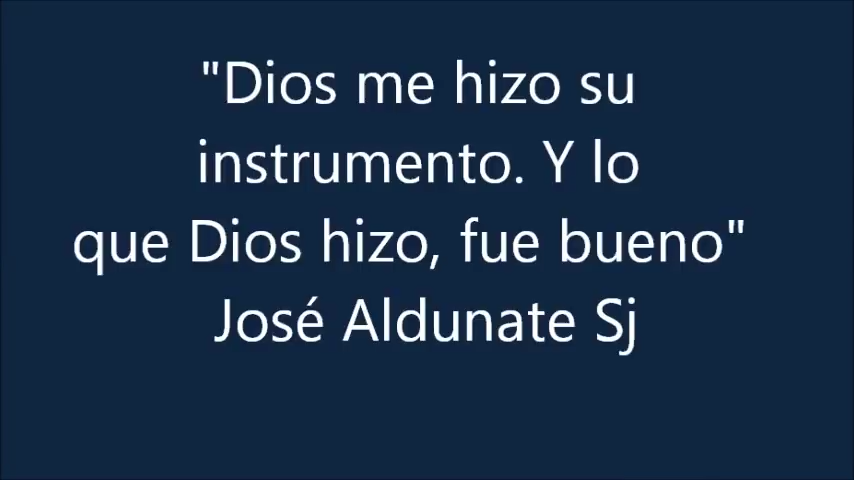 "Dios me hizo su
instrumento. Y lo
que Dios hizo, fue bueno"
José Aldunate Sj